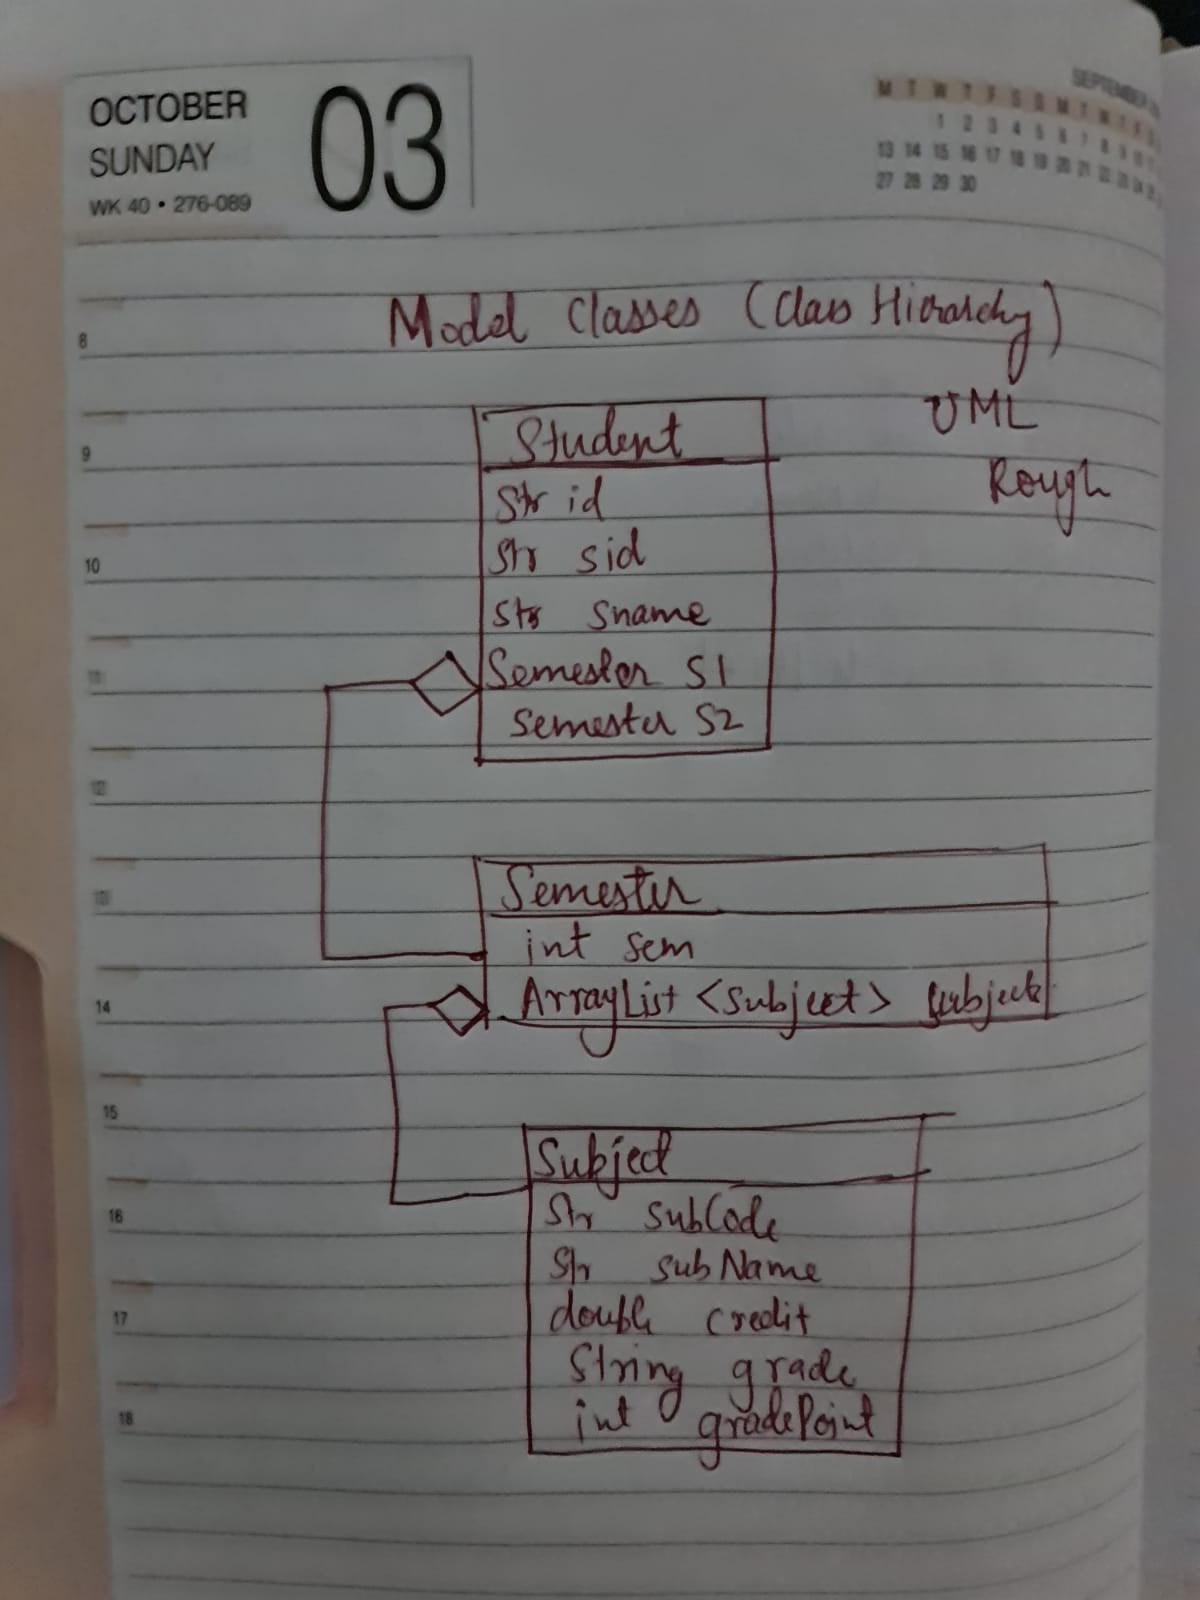 OCTOBER
SUNDAY
WK 40 • 276-089
03
SEPTEMBER
M T W T F S S M T W T F S
1 2 3 4 5 6 7 8 9 10
13 14 15 16 17 18 19 20 21 22 23 24 25
27 28 29 30
Model Classes (Class Hierarchy)
UML
Rough
8
9
10
11
12
13
14
15
16
17
18
Student
Str id
Str sid
Str sname
Semester S1
Semester S2
Semester
int sem
ArrayList <Subject> subjects
Subject
Str subCode
Str subName
double credit
String grade
int gradePoint